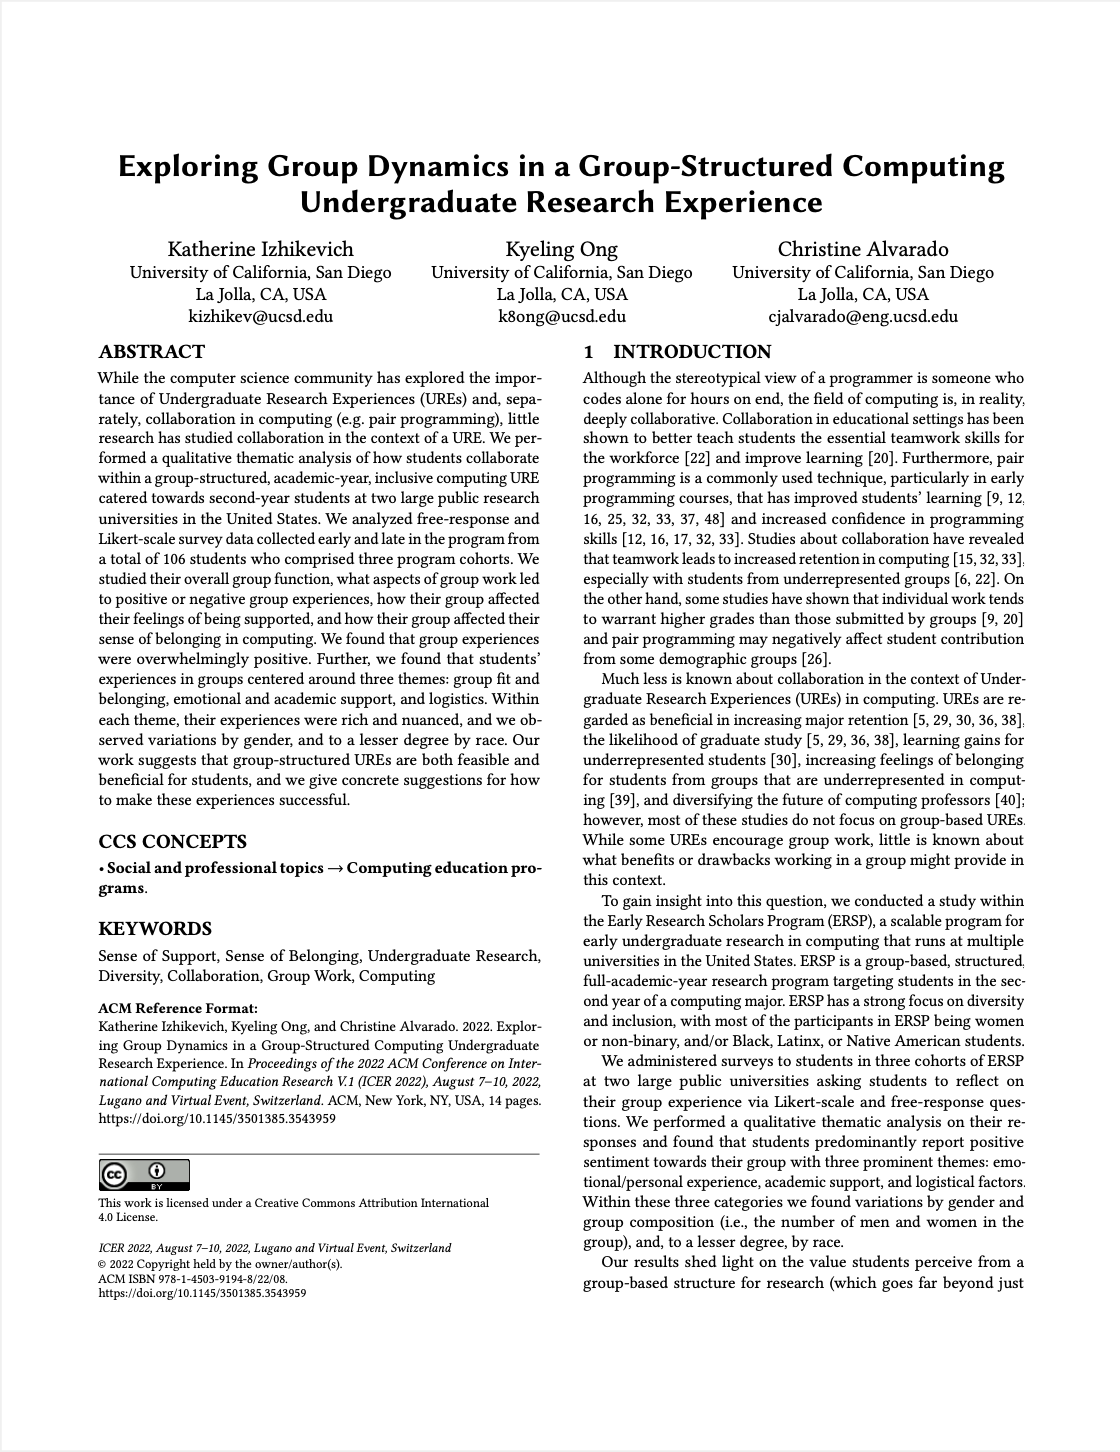 Exploring Group Dynamics in a Group-Structured Computing
Undergraduate Research Experience
Katherine Izhikevich
University of California, San Diego
La Jolla, CA, USA
kizhikev@ucsd.edu
Kyeling Ong
University of California, San Diego
La Jolla, CA, USA
k8ong@ucsd.edu
Christine Alvarado
University of California, San Diego
La Jolla, CA, USA
cjalvarado@eng.ucsd.edu
ABSTRACT
While the computer science community has explored the impor-
tance of Undergraduate Research Experiences (UREs) and, sepa-
rately, collaboration in computing (e.g. pair programming), little
research has studied collaboration in the context of a URE. We per-
formed a qualitative thematic analysis of how students collaborate
within a group-structured, academic-year, inclusive computing URE
catered towards second-year students at two large public research
universities in the United States. We analyzed free-response and
Likert-scale survey data collected early and late in the program from
a total of 106 students who comprised three program cohorts. We
studied their overall group function, what aspects of group work led
to positive or negative group experiences, how their group affected
their feelings of being supported, and how their group affected their
sense of belonging in computing. We found that group experiences
were overwhelmingly positive. Further, we found that students'
experiences in groups centered around three themes: group fit and
belonging, emotional and academic support, and logistics. Within
each theme, their experiences were rich and nuanced, and we ob-
served variations by gender, and to a lesser degree by race. Our
work suggests that group-structured UREs are both feasible and
beneficial for students, and we give concrete suggestions for how
to make these experiences successful.
CCS CONCEPTS
• Social and professional topics → Computing education pro-
grams.
KEYWORDS
Sense of Support, Sense of Belonging, Undergraduate Research,
Diversity, Collaboration, Group Work, Computing
ACM Reference Format:
Katherine Izhikevich, Kyeling Ong, and Christine Alvarado. 2022. Explor-
ing Group Dynamics in a Group-Structured Computing Undergraduate
Research Experience. In Proceedings of the 2022 ACM Conference on Inter-
national Computing Education Research V.1 (ICER 2022), August 7–10, 2022,
Lugano and Virtual Event, Switzerland. ACM, New York, NY, USA, 14 pages.
https://doi.org/10.1145/3501385.3543959
cc
BY
This work is licensed under a Creative Commons Attribution International
4.0 License.
ICER 2022, August 7–10, 2022, Lugano and Virtual Event, Switzerland
© 2022 Copyright held by the owner/author(s).
ACM ISBN 978-1-4503-9194-8/22/08.
https://doi.org/10.1145/3501385.3543959
1 INTRODUCTION
Although the stereotypical view of a programmer is someone who
codes alone for hours on end, the field of computing is, in reality,
deeply collaborative. Collaboration in educational settings has been
shown to better teach students the essential teamwork skills for
the workforce [22] and improve learning [20]. Furthermore, pair
programming is a commonly used technique, particularly in early
programming courses, that has improved students' learning [9, 12,
16, 25, 32, 33, 37, 48] and increased confidence in programming
skills [12, 16, 17, 32, 33]. Studies about collaboration have revealed
that teamwork leads to increased retention in computing [15, 32, 33],
especially with students from underrepresented groups [6, 22]. On
the other hand, some studies have shown that individual work tends
to warrant higher grades than those submitted by groups [9, 20]
and pair programming may negatively affect student contribution
from some demographic groups [26].
Much less is known about collaboration in the context of Under-
graduate Research Experiences (UREs) in computing. UREs are re-
garded as beneficial in increasing major retention [5, 29, 30, 36, 38],
the likelihood of graduate study [5, 29, 36, 38], learning gains for
underrepresented students [30], increasing feelings of belonging
for students from groups that are underrepresented in comput-
ing [39], and diversifying the future of computing professors [40];
however, most of these studies do not focus on group-based UREs.
While some UREs encourage group work, little is known about
what benefits or drawbacks working in a group might provide in
this context.
To gain insight into this question, we conducted a study within
the Early Research Scholars Program (ERSP), a scalable program for
early undergraduate research in computing that runs at multiple
universities in the United States. ERSP is a group-based, structured,
full-academic-year research program targeting students in the sec-
ond year of a computing major. ERSP has a strong focus on diversity
and inclusion, with most of the participants in ERSP being women
or non-binary, and/or Black, Latinx, or Native American students.
We administered surveys to students in three cohorts of ERSP
at two large public universities asking students to reflect on
their group experience via Likert-scale and free-response ques-
tions. We performed a qualitative thematic analysis on their re-
sponses and found that students predominantly report positive
sentiment towards their group with three prominent themes: emo-
tional/personal experience, academic support, and logistical factors.
Within these three categories we found variations by gender and
group composition (i.e., the number of men and women in the
group), and, to a lesser degree, by race.
Our results shed light on the value students perceive from a
group-based structure for research (which goes far beyond just